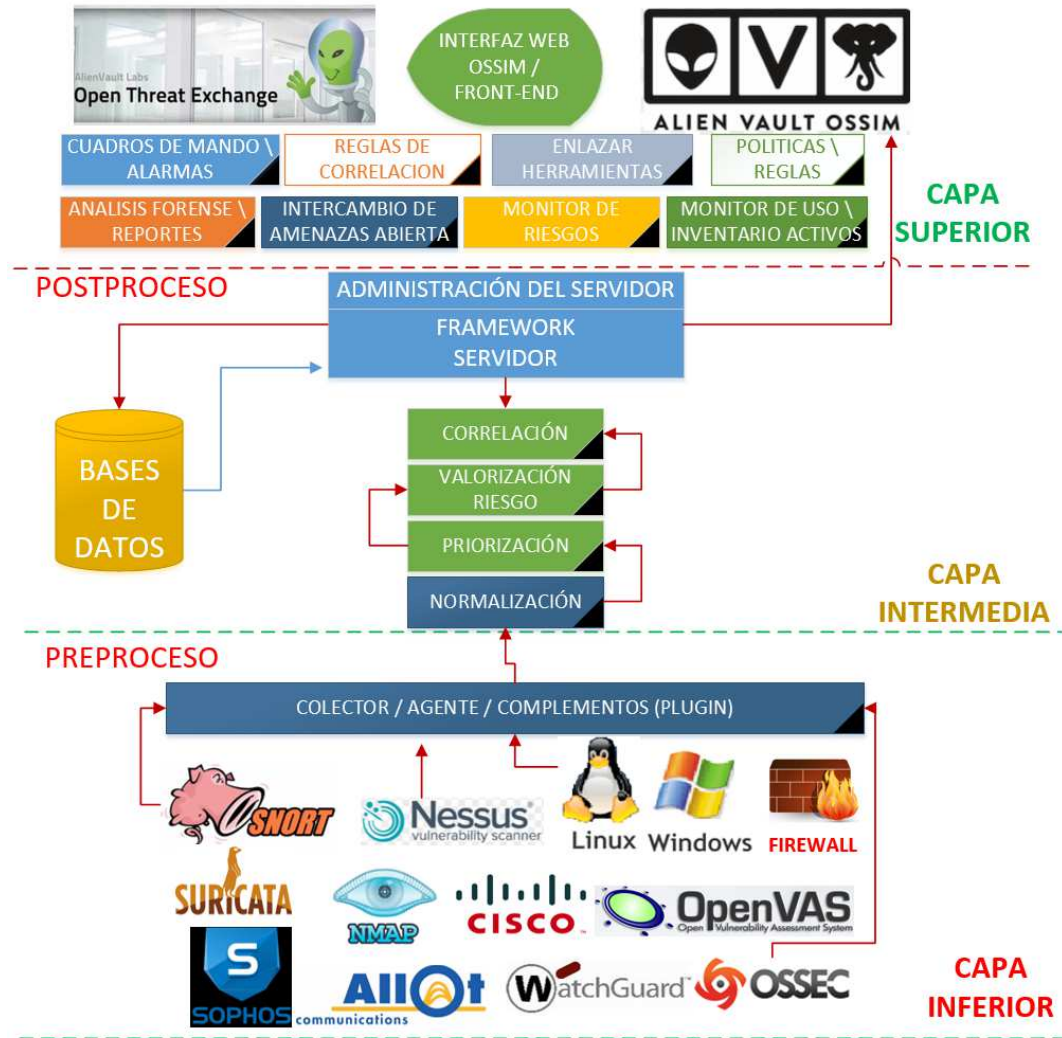 AlienVault Labs
Open Threat Exchange
INTERFAZ WEB
OSSIM /
FRONT-END
ALIEN VAULT OSSIM
CUADROS DE MANDO \
ALARMAS
REGLAS DE
CORRELACION
ENLAZAR
HERRAMIENTAS
POLITICAS \
REGLAS
ANALISIS FORENSE \
REPORTES
INTERCAMBIO DE
AMENAZAS ABIERTA
MONITOR DE
RIESGOS
MONITOR DE USO \
INVENTARIO ACTIVOS
CAPA
SUPERIOR
POSTPROCESO
ADMINISTRACIÓN DEL SERVIDOR
FRAMEWORK
SERVIDOR
BASES
DE
DATOS
CORRELACIÓN
VALORIZACIÓN
RIESGO
PRIORIZACIÓN
NORMALIZACIÓN
CAPA
INTERMEDIA
PREPROCESO
COLECTOR / AGENTE / COMPLEMENTOS (PLUGIN)
SNORT
Nessus
vulnerability scanner
Linux
Windows
FIREWALL
SURICATA
NMAP
CISCO
OpenVAS
Open Vulnerability Assessment System
S
SOPHOS
Allot
communications
WatchGuard
OSSEC
CAPA
INFERIOR